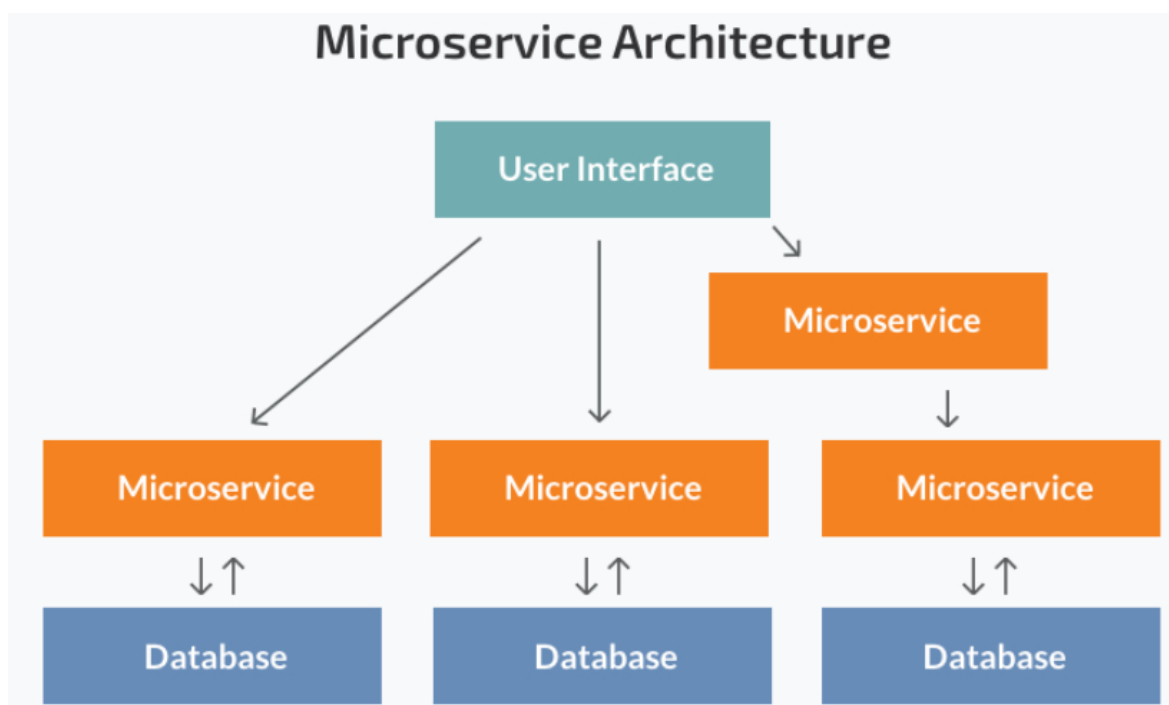 Microservice Architecture
User Interface
Microservice
Microservice
Microservice
Microservice
Database
Database
Database